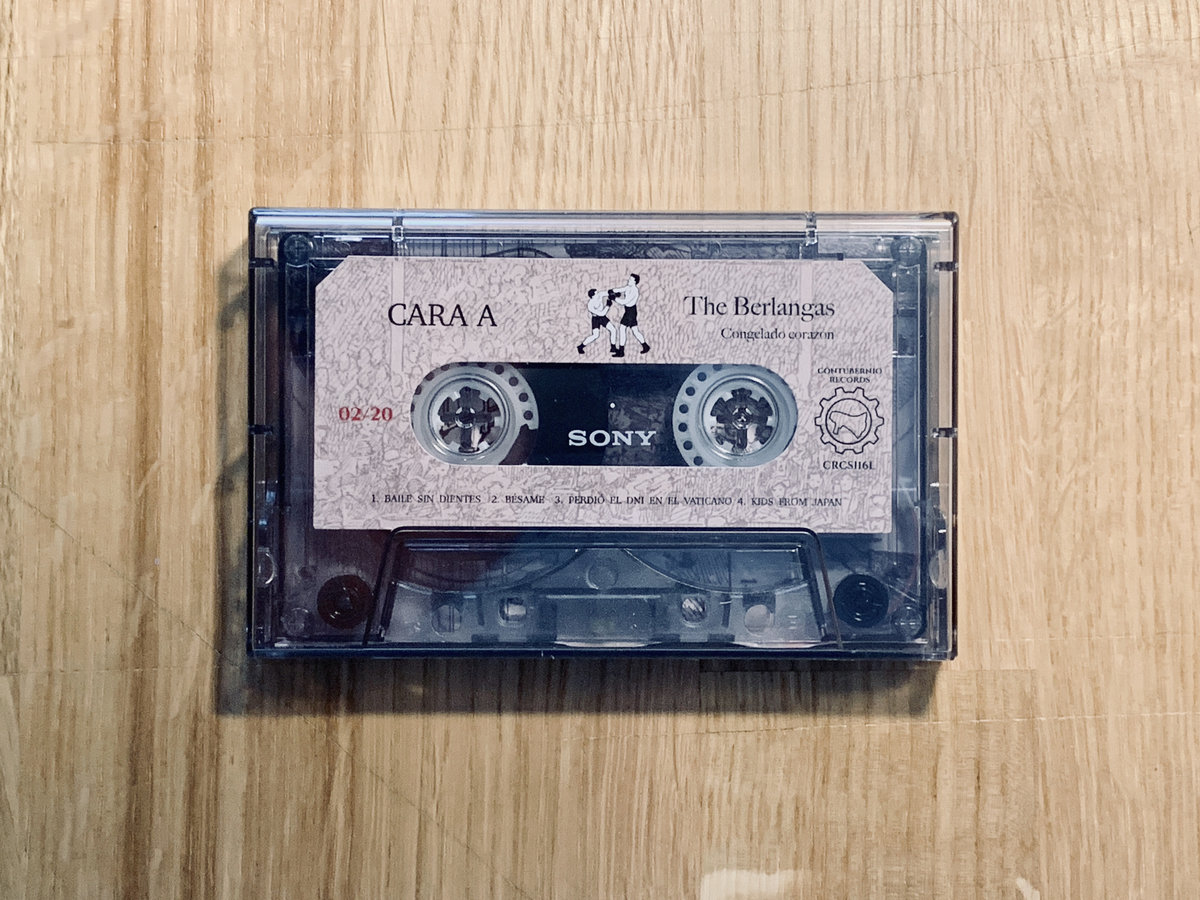 CARA A
The Berlangas
Congelado corazón
CONTUBERNIO
RECORDS
02/20
SONY
CRCS116L
1. BAILE SIN DIENTES 2. BÉSAME 3. PERDIÓ EL DNI EN EL VATICANO 4. KIDS FROM JAPAN